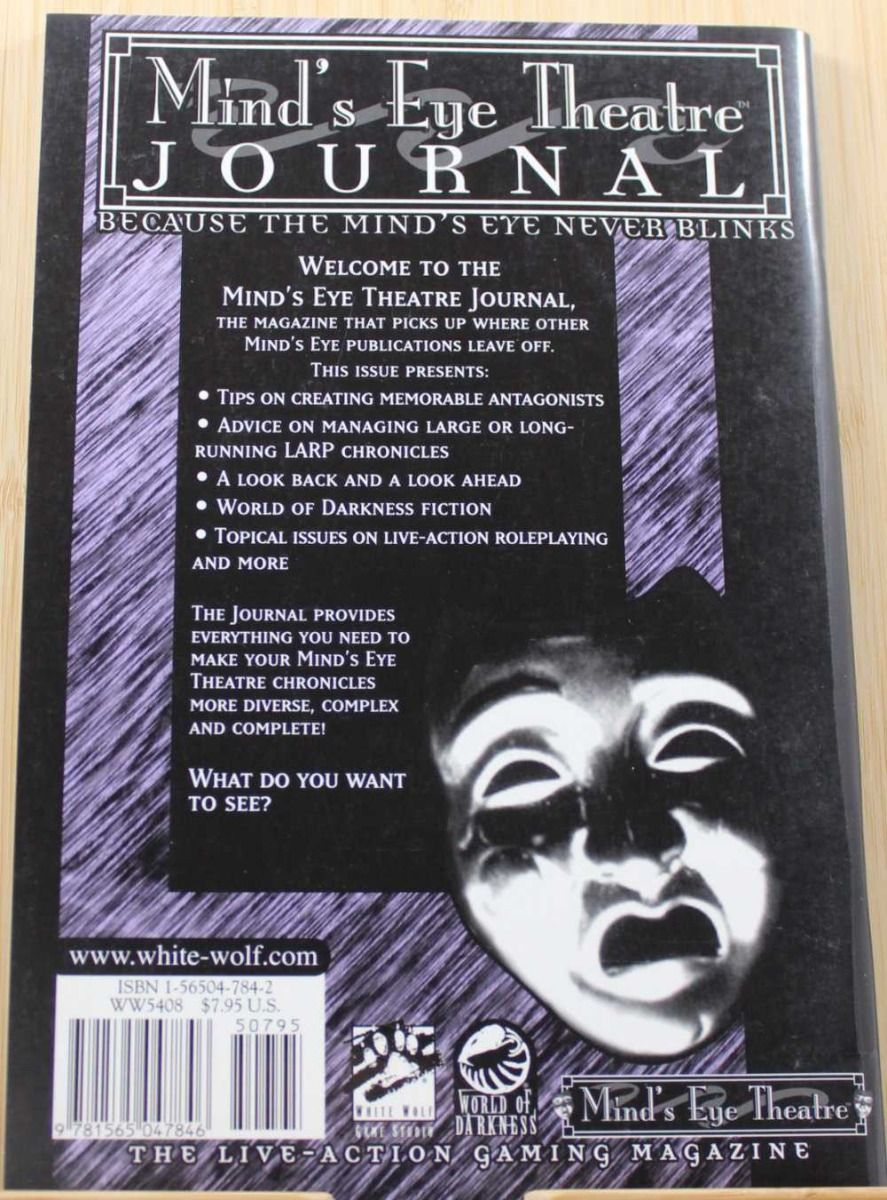 Mind's Eye Theatre™
JOURNAL
BECAUSE THE MIND'S EYE NEVER BLINKS
WELCOME TO THE
MIND'S EYE THEATRE JOURNAL,
THE MAGAZINE THAT PICKS UP WHERE OTHER
MIND'S EYE PUBLICATIONS LEAVE OFF.
THIS ISSUE PRESENTS:
• TIPS ON CREATING MEMORABLE ANTAGONISTS
• ADVICE ON MANAGING LARGE OR LONG-
RUNNING LARP CHRONICLES
• A LOOK BACK AND A LOOK AHEAD
• WORLD OF DARKNESS FICTION
• TOPICAL ISSUES ON LIVE-ACTION ROLEPLAYING
AND MORE
THE JOURNAL PROVIDES
EVERYTHING YOU NEED TO
MAKE YOUR MIND'S EYE
THEATRE CHRONICLES
MORE DIVERSE, COMPLEX
AND COMPLETE!
WHAT DO YOU WANT
TO SEE?
www.white-wolf.com
ISBN 1-56504-784-2
WW5408 $7.95 U.S.
50795
9 781565 047846
WHITE WOLF
GAME STUDIO
WORLD OF
DARKNESS
Mind's Eye Theatre™
THE LIVE-ACTION GAMING MAGAZINE